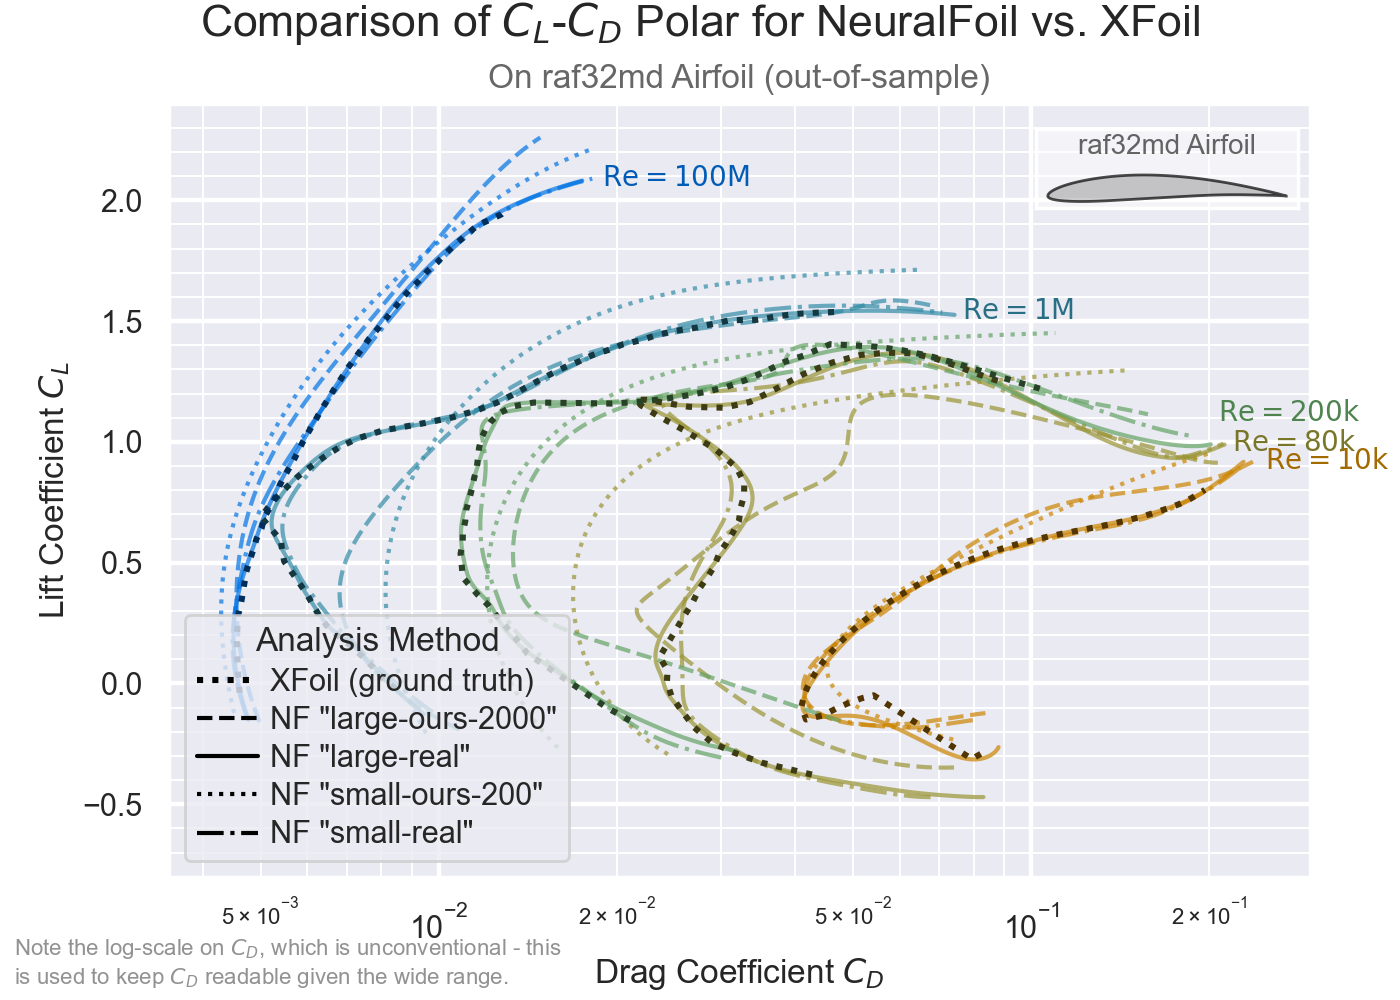 Comparison of C_L-C_D Polar for NeuralFoil vs. XFoil
On raf32md Airfoil (out-of-sample)
raf32md Airfoil
Re = 100M
Re = 1M
Re = 200k
Re = 80k
Re = 10k
Lift Coefficient C_L
2.0
1.5
1.0
0.5
0.0
−0.5
Analysis Method
XFoil (ground truth)
NF "large-ours-2000"
NF "large-real"
NF "small-ours-200"
NF "small-real"
5 × 10⁻³
10⁻²
2 × 10⁻²
5 × 10⁻²
10⁻¹
2 × 10⁻¹
Drag Coefficient C_D
Note the log-scale on C_D, which is unconventional - this
is used to keep C_D readable given the wide range.